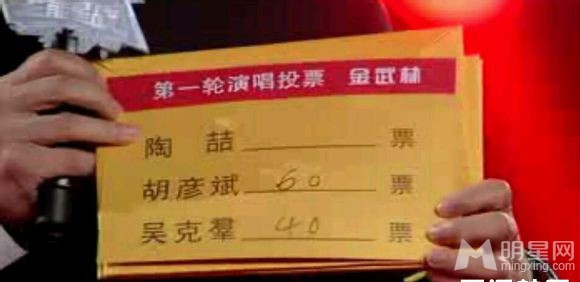 第一轮演唱投票 金武林
陶喆 ______ 票
胡彦斌 60 票
吴克羣 40 票
明星网
mingxing.com